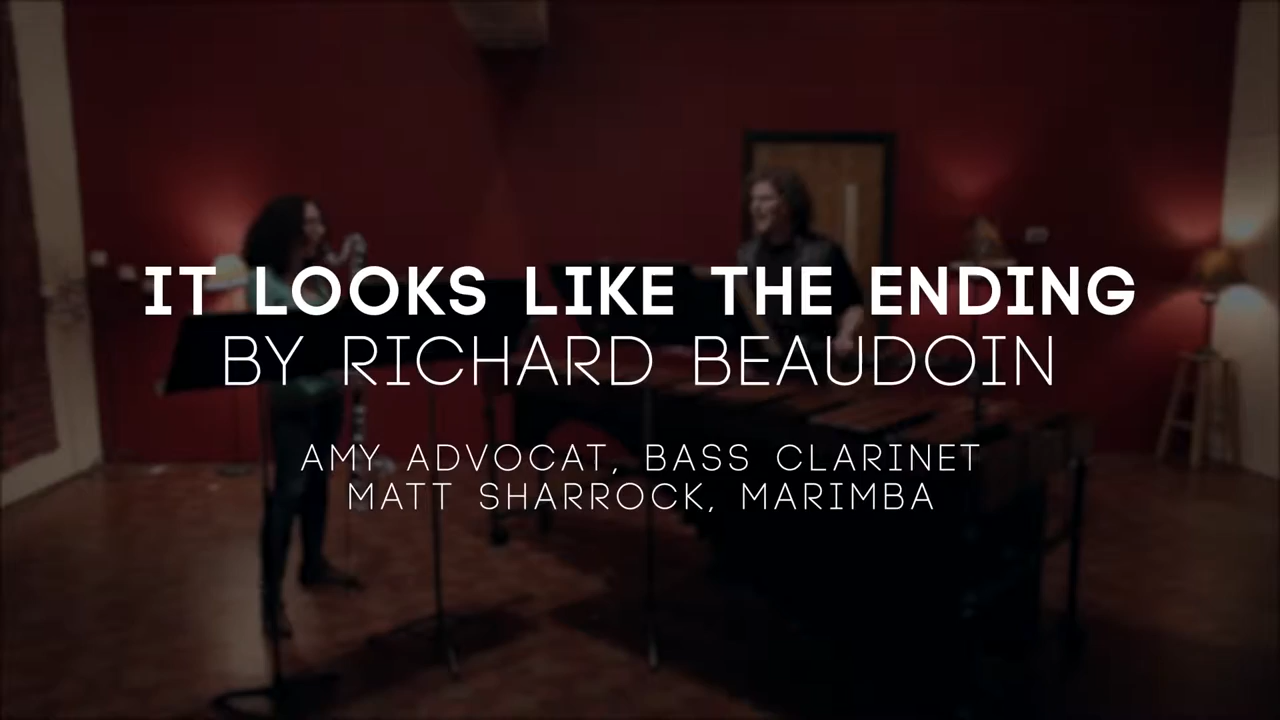 IT LOOKS LIKE THE ENDING
BY RICHARD BEAUDOIN
AMY ADVOCAT, BASS CLARINET
MATT SHARROCK, MARIMBA